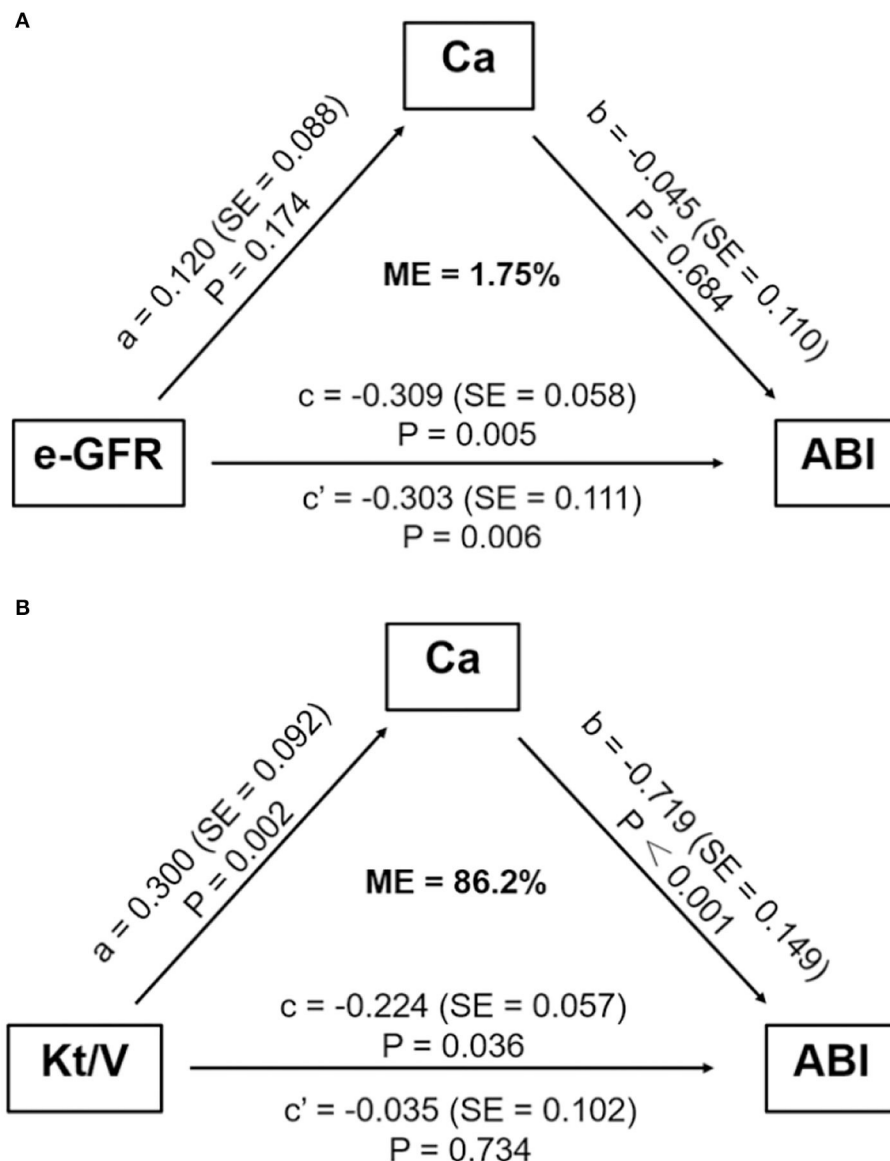 A
Ca
a = 0.120 (SE = 0.088)
P = 0.174
b = -0.045 (SE = 0.110)
P = 0.684
ME = 1.75%
c = -0.309 (SE = 0.058)
P = 0.005
e-GFR
ABI
c’ = -0.303 (SE = 0.111)
P = 0.006
B
Ca
a = 0.300 (SE = 0.092)
P = 0.002
b = -0.719 (SE = 0.149)
P < 0.001
ME = 86.2%
c = -0.224 (SE = 0.057)
P = 0.036
Kt/V
ABI
c’ = -0.035 (SE = 0.102)
P = 0.734